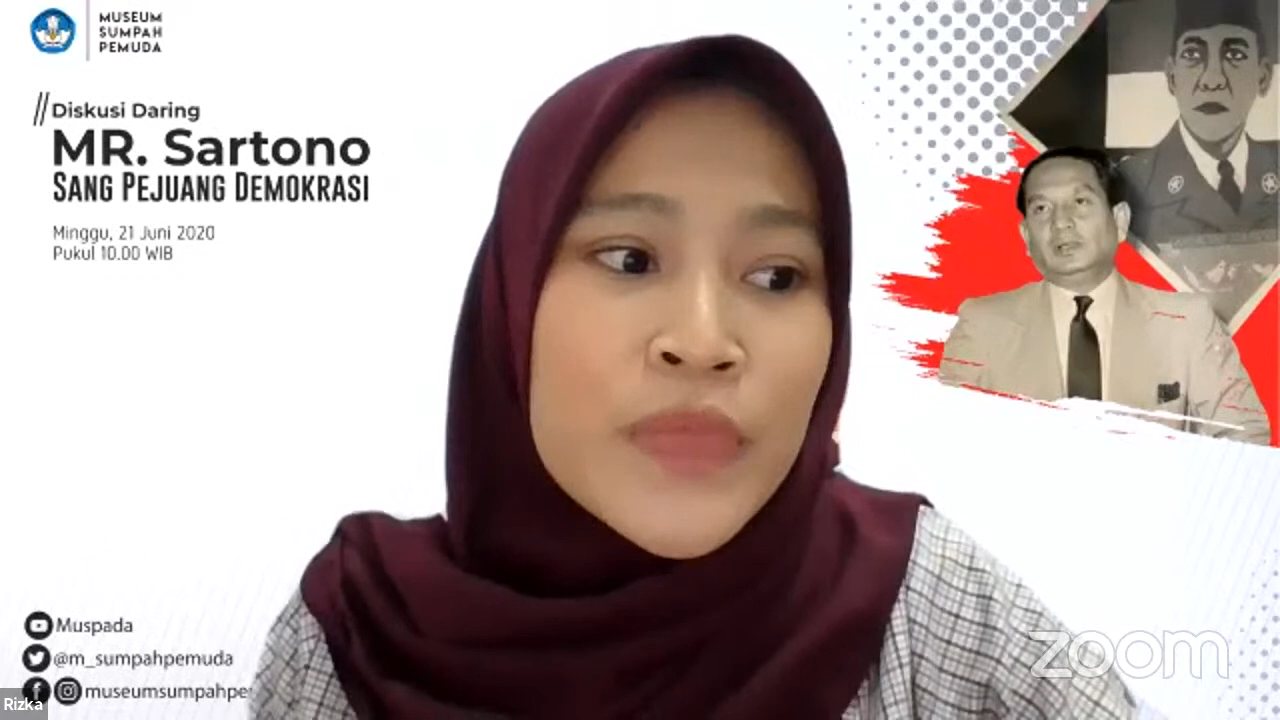 MUSEUM
SUMPAH
PEMUDA
Diskusi Daring
MR. Sartono
SANG PEJUANG DEMOKRASI
Minggu, 21 Juni 2020
Pukul 10.00 WIB
Muspada
@m_sumpahpemuda
museumsumpahpe
Rizka
zoom